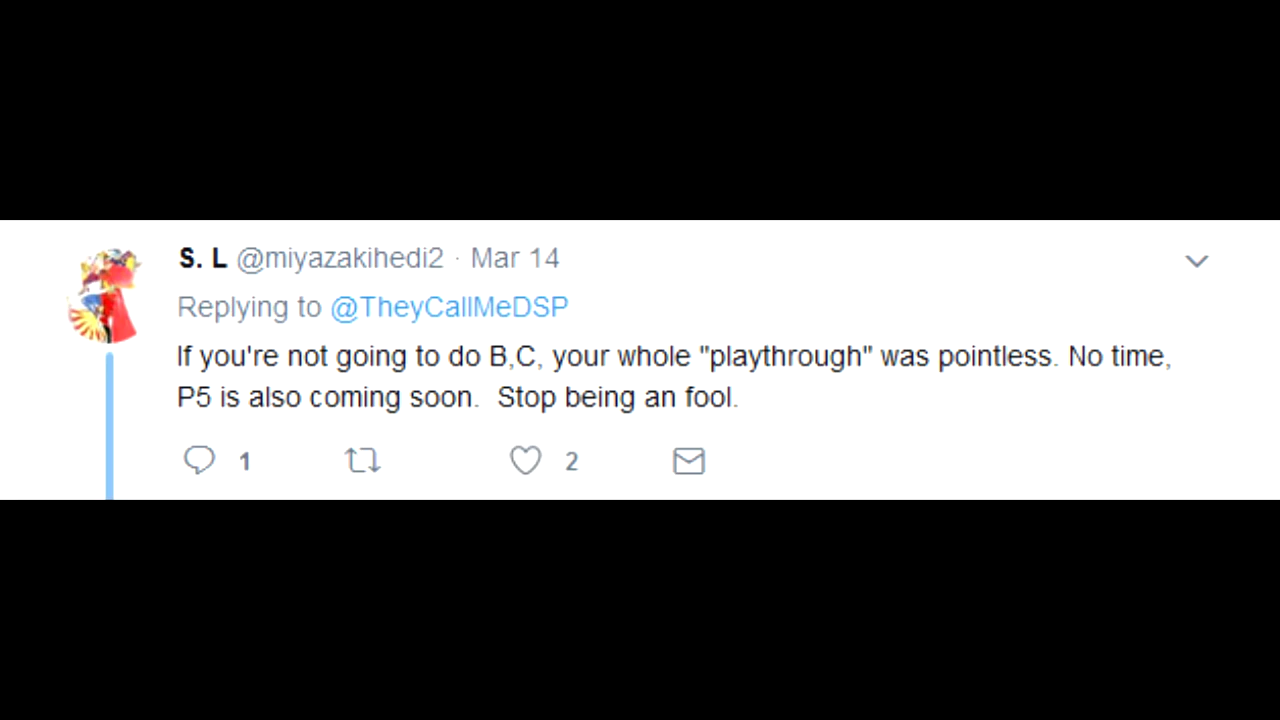 S. L @miyazakihedi2 · Mar 14
Replying to @TheyCallMeDSP
If you're not going to do B,C, your whole "playthrough" was pointless. No time,
P5 is also coming soon.  Stop being an fool.
1 2